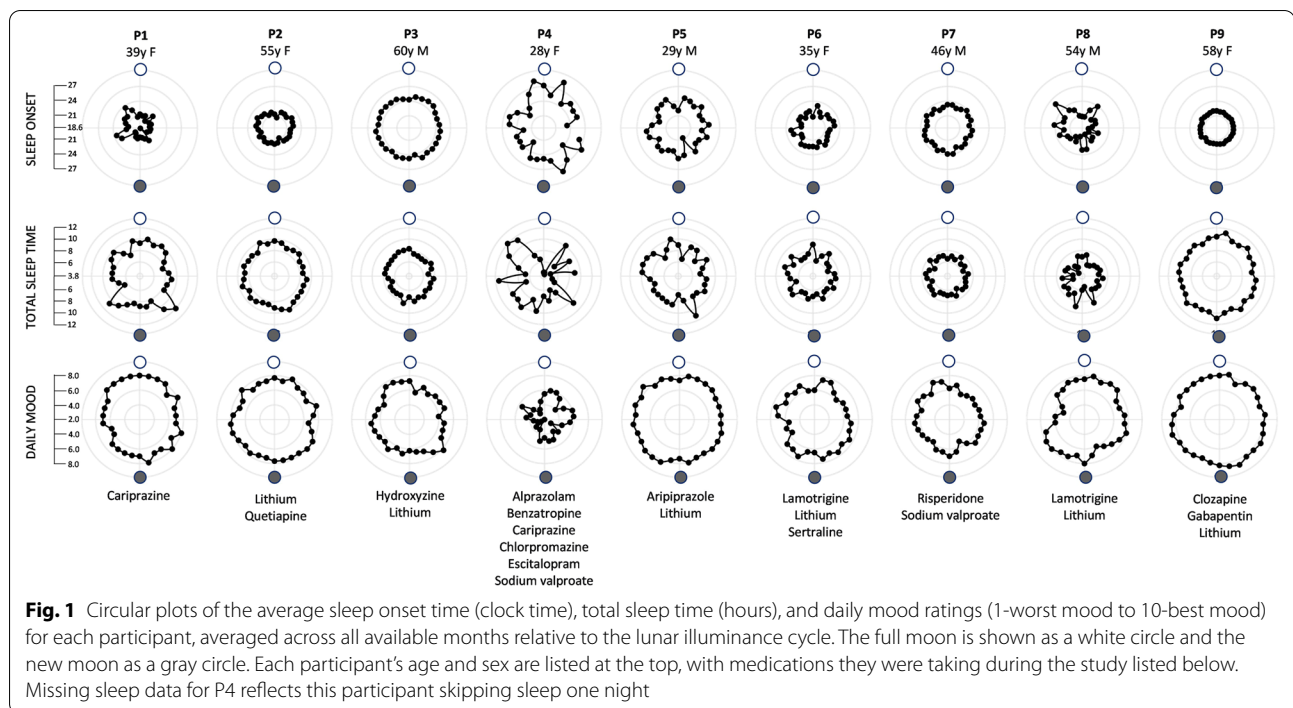 P1 P2 P3 P4 P5 P6 P7 P8 P9
39y F 55y F 60y M 28y F 29y M 35y F 46y M 54y M 58y F
SLEEP ONSET
27
24
21
18.6
21
24
27
TOTAL SLEEP TIME
12
10
8
6
3.8
6
8
10
12
DAILY MOOD
8.0
6.0
4.0
2.0
4.0
6.0
8.0
Cariprazine
Lithium
Quetiapine
Hydroxyzine
Lithium
Alprazolam
Benzatropine
Cariprazine
Chlorpromazine
Escitalopram
Sodium valproate
Aripiprazole
Lithium
Lamotrigine
Lithium
Sertraline
Risperidone
Sodium valproate
Lamotrigine
Lithium
Clozapine
Gabapentin
Lithium
Fig. 1 Circular plots of the average sleep onset time (clock time), total sleep time (hours), and daily mood ratings (1-worst mood to 10-best mood)
for each participant, averaged across all available months relative to the lunar illuminance cycle. The full moon is shown as a white circle and the
new moon as a gray circle. Each participant's age and sex are listed at the top, with medications they were taking during the study listed below.
Missing sleep data for P4 reflects this participant skipping sleep one night